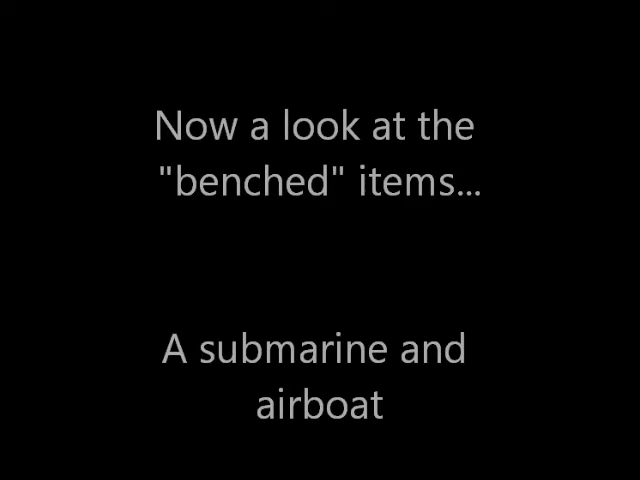 Now a look at the
"benched" items...
A submarine and
airboat